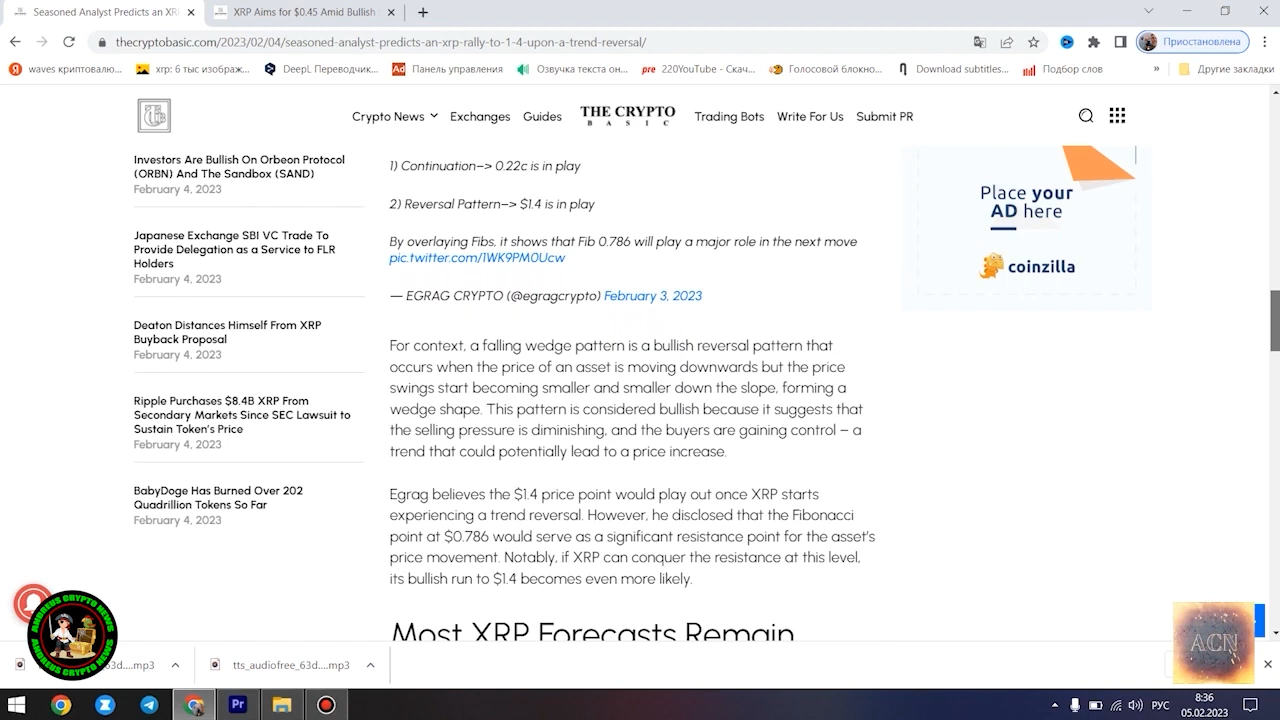 Seasoned Analyst Predicts an XR
XRP Aims for $0.45 Amid Bullish
thecryptobasic.com/2023/02/04/seasoned-analyst-predicts-an-xrp-rally-to-1-4-upon-a-trend-reversal/
Приостановлена
waves криптовалю...
xrp: 6 тыс изображ...
DeepL Переводчик...
Панель управления
Озвучка текста он...
pre 220YouTube - Скач...
Голосовой блокно...
Download subtitles...
Подбор слов
»
Другие закладки
Crypto News
Exchanges
Guides
THE CRYPTO
BASIC
Trading Bots
Write For Us
Submit PR
Investors Are Bullish On Orbeon Protocol
(ORBN) And The Sandbox (SAND)
February 4, 2023
Japanese Exchange SBI VC Trade To
Provide Delegation as a Service to FLR
Holders
February 4, 2023
Deaton Distances Himself From XRP
Buyback Proposal
February 4, 2023
Ripple Purchases $8.4B XRP From
Secondary Markets Since SEC Lawsuit to
Sustain Token's Price
February 4, 2023
BabyDoge Has Burned Over 202
Quadrillion Tokens So Far
February 4, 2023
1) Continuation–> 0.22c is in play
2) Reversal Pattern–> $1.4 is in play
By overlaying Fibs, it shows that Fib 0.786 will play a major role in the next move
pic.twitter.com/1WK9PM0Ucw
— EGRAG CRYPTO (@egragcrypto) February 3, 2023
For context, a falling wedge pattern is a bullish reversal pattern that
occurs when the price of an asset is moving downwards but the price
swings start becoming smaller and smaller down the slope, forming a
wedge shape. This pattern is considered bullish because it suggests that
the selling pressure is diminishing, and the buyers are gaining control – a
trend that could potentially lead to a price increase.
Egrag believes the $1.4 price point would play out once XRP starts
experiencing a trend reversal. However, he disclosed that the Fibonacci
point at $0.786 would serve as a significant resistance point for the asset's
price movement. Notably, if XRP can conquer the resistance at this level,
its bullish run to $1.4 becomes even more likely.
Most XRP Forecasts Remain
Place your
AD here
coinzilla
ANDREUS CRYPTO NEWS
ANDREUS CRYPTO NEWS
ACN
63d....mp3
tts_audiofree_63d....mp3
Pr
РУС
8:36
05.02.2023